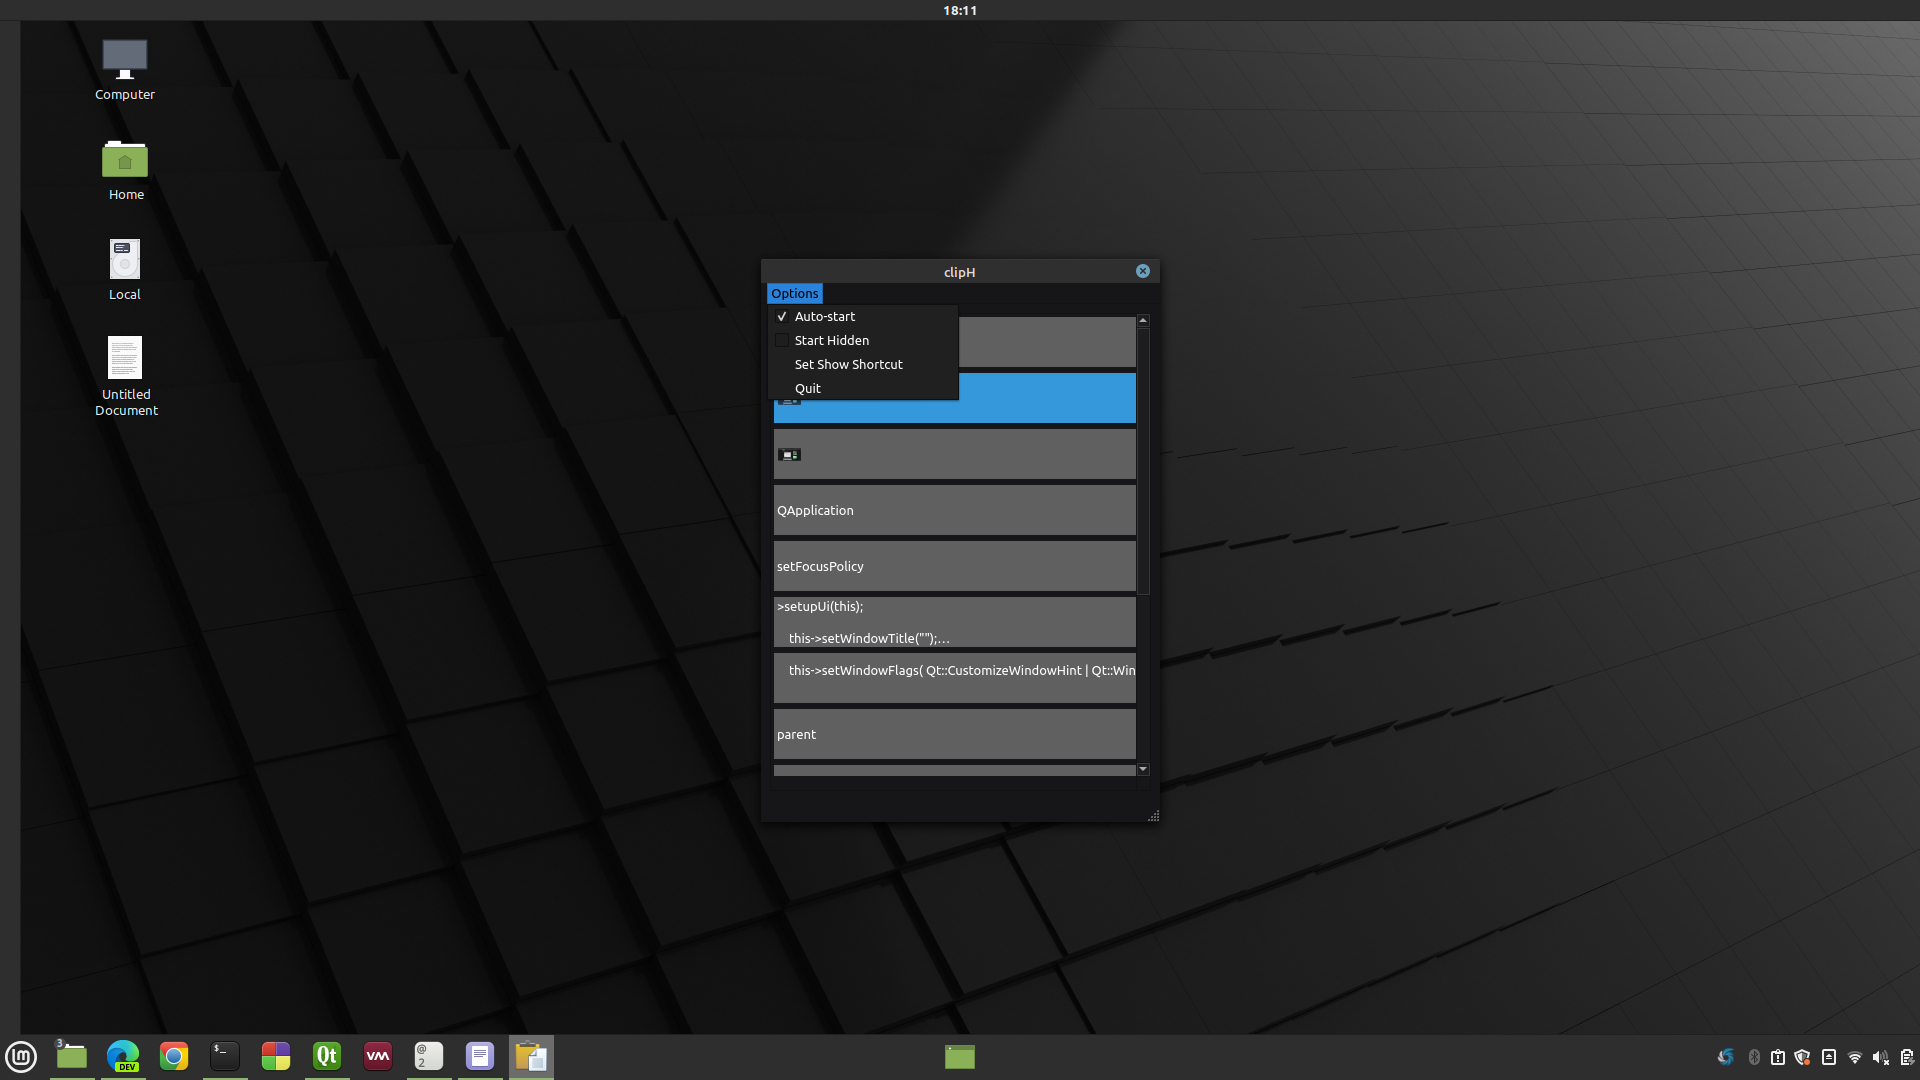 18:11
Computer
Home
Local
Untitled
Document
clipH
Options
Auto-start
Start Hidden
Set Show Shortcut
Quit
QApplication
setFocusPolicy
>setupUi(this);
this->setWindowTitle("");...
this->setWindowFlags( Qt::CustomizeWindowHint | Qt::Win
parent
3
DEV
$_
Qt
VM
@
2